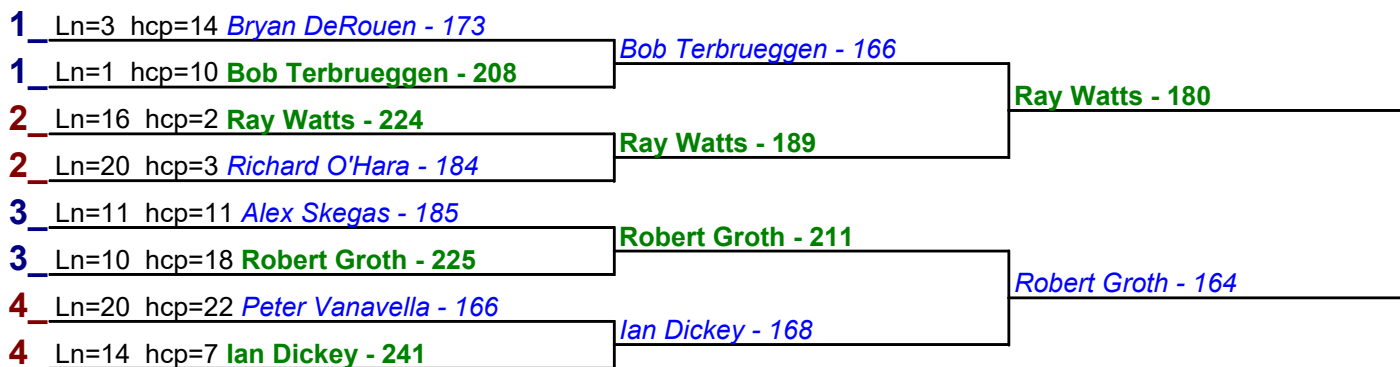 1_ Ln=3 hcp=14 Bryan DeRouen - 173
Bob Terbrueggen - 166
1_ Ln=1 hcp=10 Bob Terbrueggen - 208
Ray Watts - 180
2_ Ln=16 hcp=2 Ray Watts - 224
Ray Watts - 189
2_ Ln=20 hcp=3 Richard O'Hara - 184
3_ Ln=11 hcp=11 Alex Skegas - 185
Robert Groth - 211
3_ Ln=10 hcp=18 Robert Groth - 225
Robert Groth - 164
4_ Ln=20 hcp=22 Peter Vanavella - 166
Ian Dickey - 168
4 Ln=14 hcp=7 Ian Dickey - 241